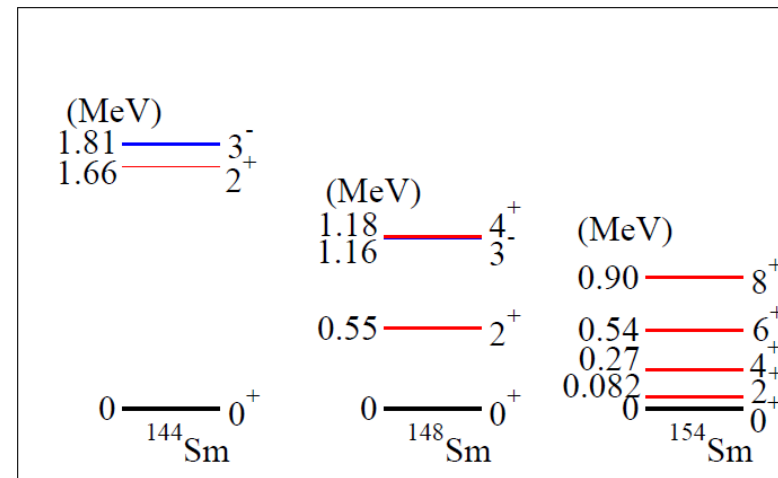 (MeV)
1.81 3⁻
1.66 2⁺
0 0⁺
¹⁴⁴Sm
(MeV)
1.18 4⁺
1.16 3⁻
0.55 2⁺
0 0⁺
¹⁴⁸Sm
(MeV)
0.90 8⁺
0.54 6⁺
0.27 4⁺
0.082 2⁺
0 0⁺
¹⁵⁴Sm